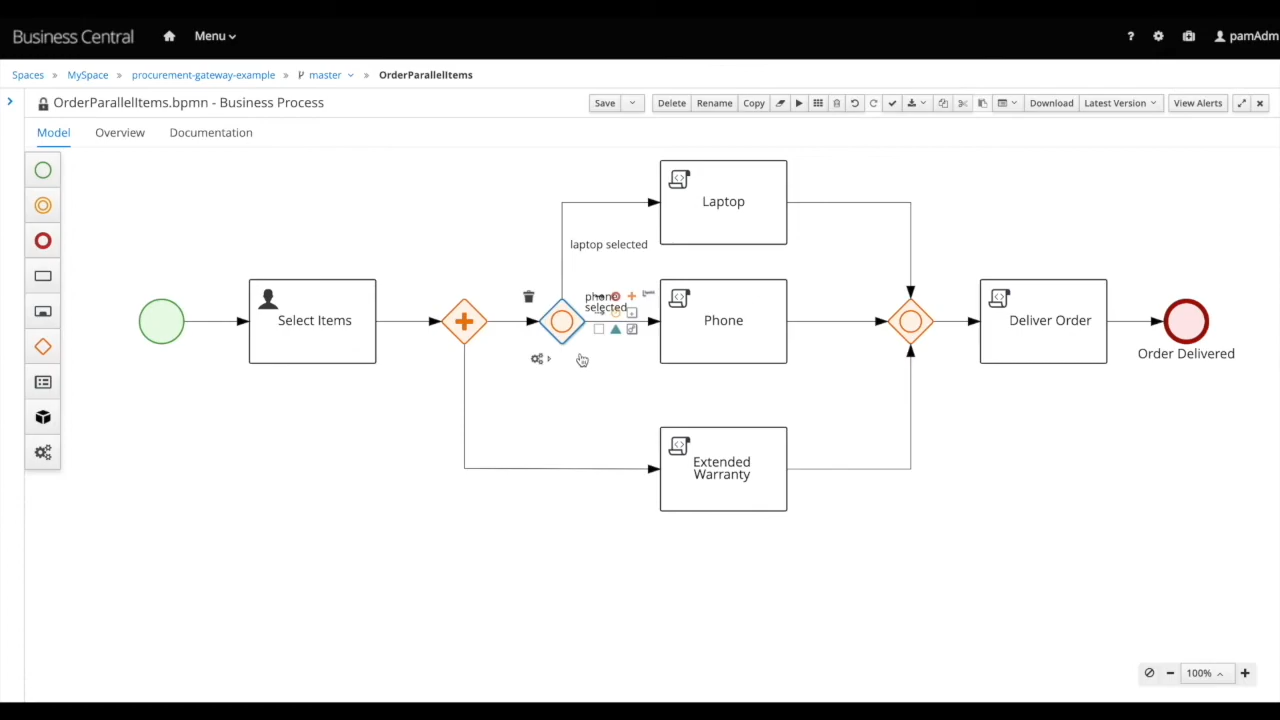 Business Central
Menu
?
pamAdm
Spaces » MySpace » procurement-gateway-example » master » OrderParallelItems
OrderParallelItems.bpmn - Business Process
Save
Delete
Rename
Copy
Download
Latest Version
View Alerts
Model
Overview
Documentation
Laptop
laptop selected
phone
selected
Select Items
Phone
Deliver Order
Order Delivered
Extended
Warranty
100%